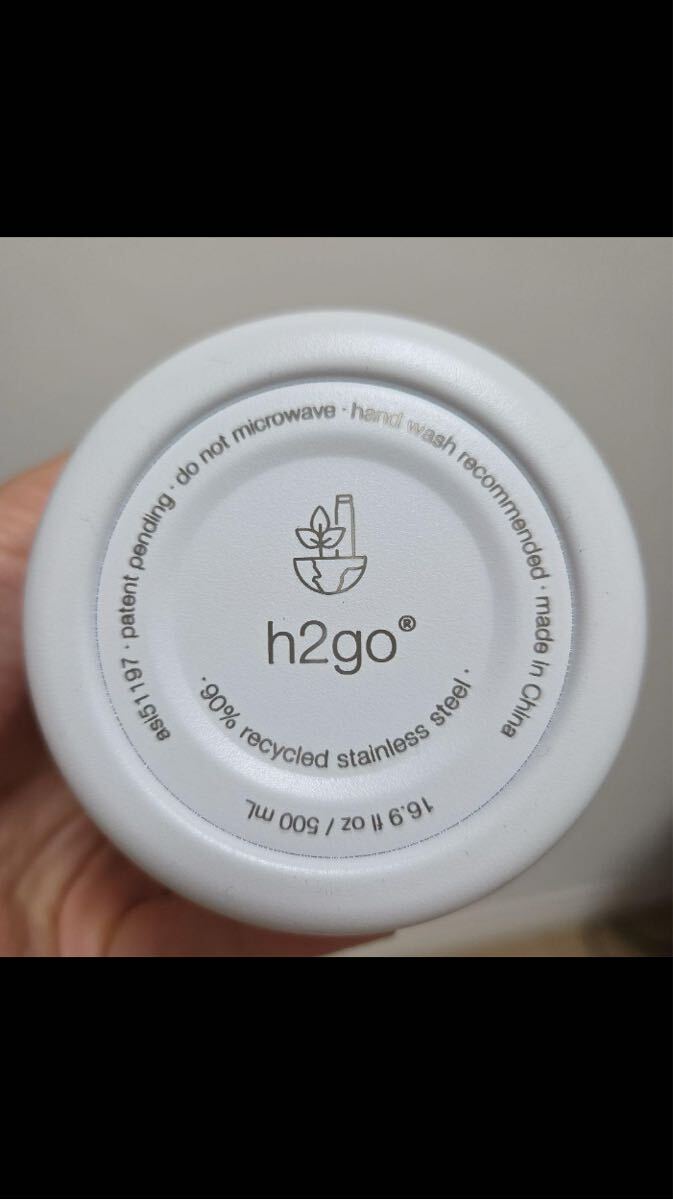 asi51197 · patent pending · do not microwave · hand wash recommended · made in China
h2go®
· 90% recycled stainless steel ·
16.9 fl oz / 500 mL